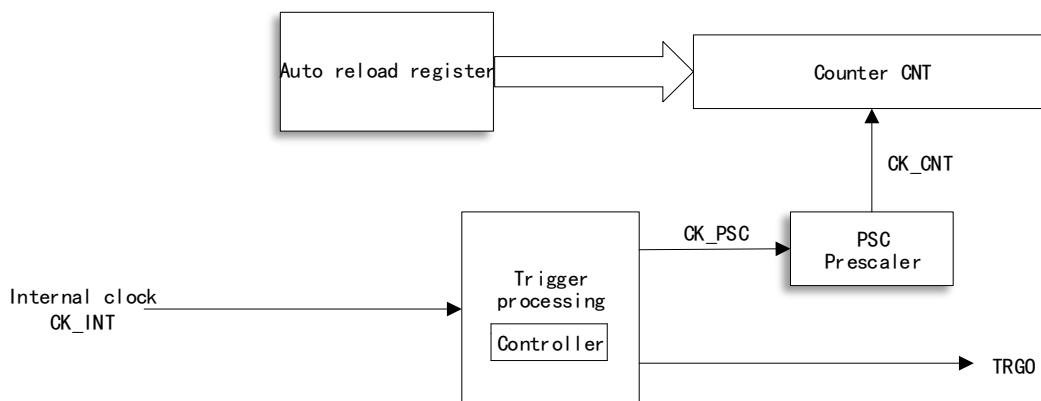 Auto reload register
Counter CNT
CK_CNT
CK_PSC
PSC
Prescaler
Trigger
processing
Controller
Internal clock
CK_INT
TRGO